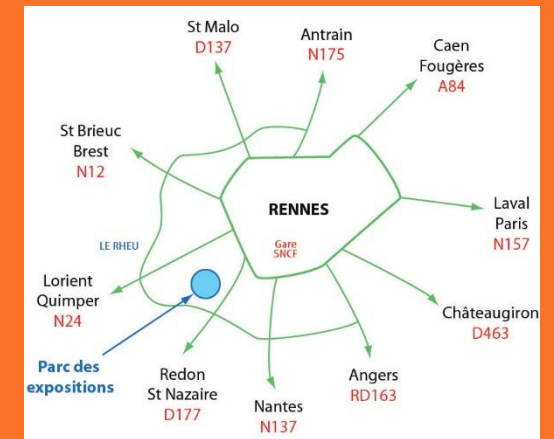 St Malo
D137
Antrain
N175
Caen
Fougères
A84
St Brieuc
Brest
N12
RENNES
Laval
Paris
N157
LE RHEU
Gare
SNCF
Lorient
Quimper
N24
Châteaugiron
D463
Parc des
expositions
Redon
St Nazaire
D177
Angers
RD163
Nantes
N137